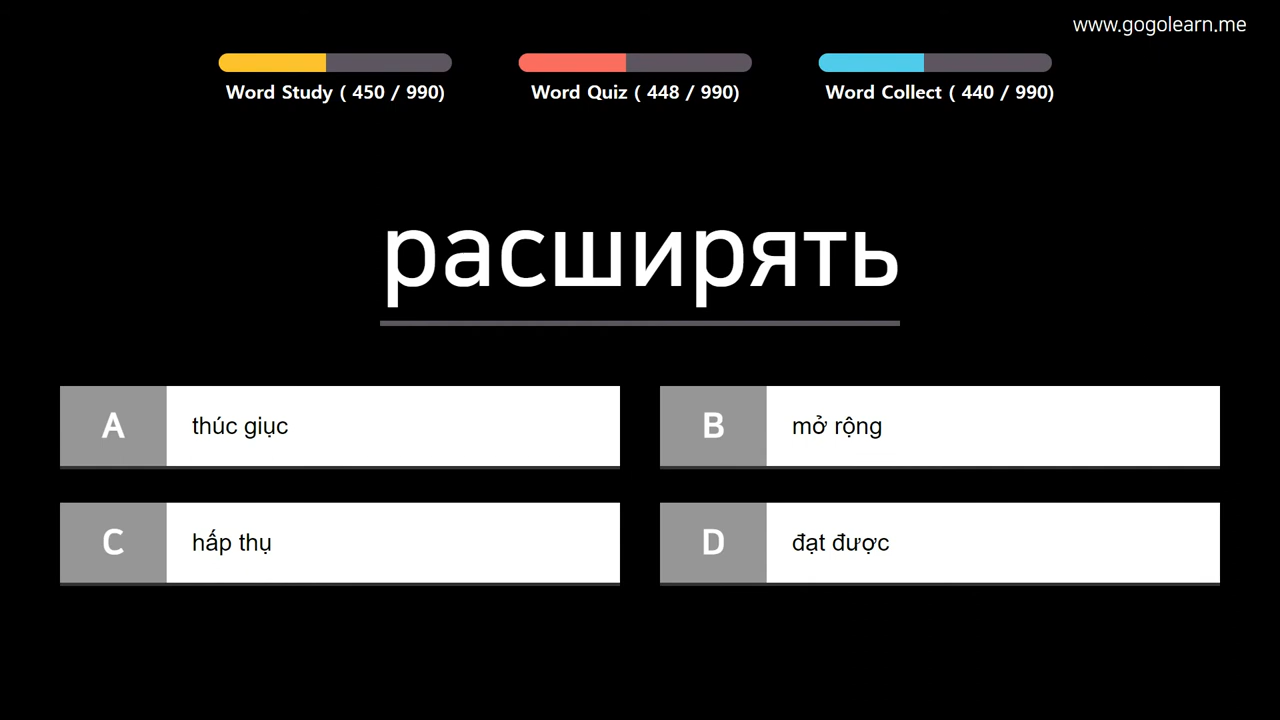 www.gogolearn.me
Word Study ( 450 / 990)
Word Quiz ( 448 / 990)
Word Collect ( 440 / 990)
расширять
A thúc giục
B mở rộng
C hấp thụ
D đạt được